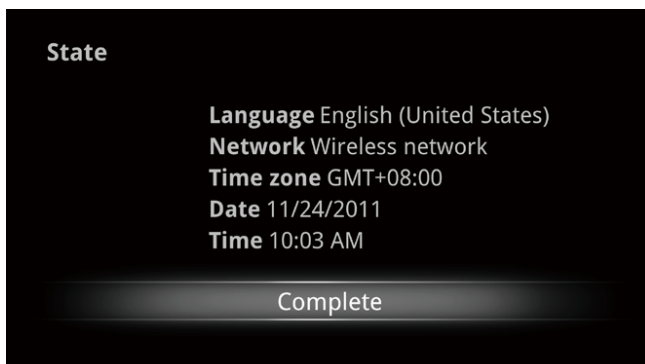 State
Language English (United States)
Network Wireless network
Time zone GMT+08:00
Date 11/24/2011
Time 10:03 AM
Complete